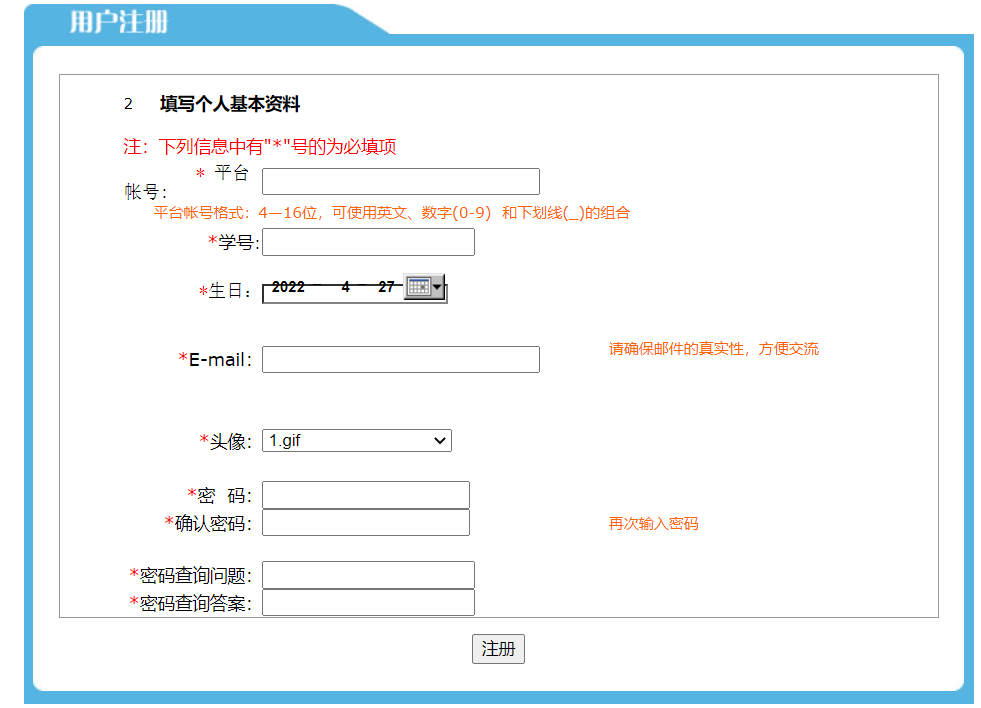 用户注册
2 填写个人基本资料
注：下列信息中有"*"号的为必填项
* 平台
帐号：
平台帐号格式：4—16位，可使用英文、数字(0-9) 和下划线(_)的组合
*学号:
*生日： 2022 4 27
请确保邮件的真实性，方便交流
*E-mail：
*头像： 1.gif
*密 码：
*确认密码： 再次输入密码
*密码查询问题：
*密码查询答案：
注册